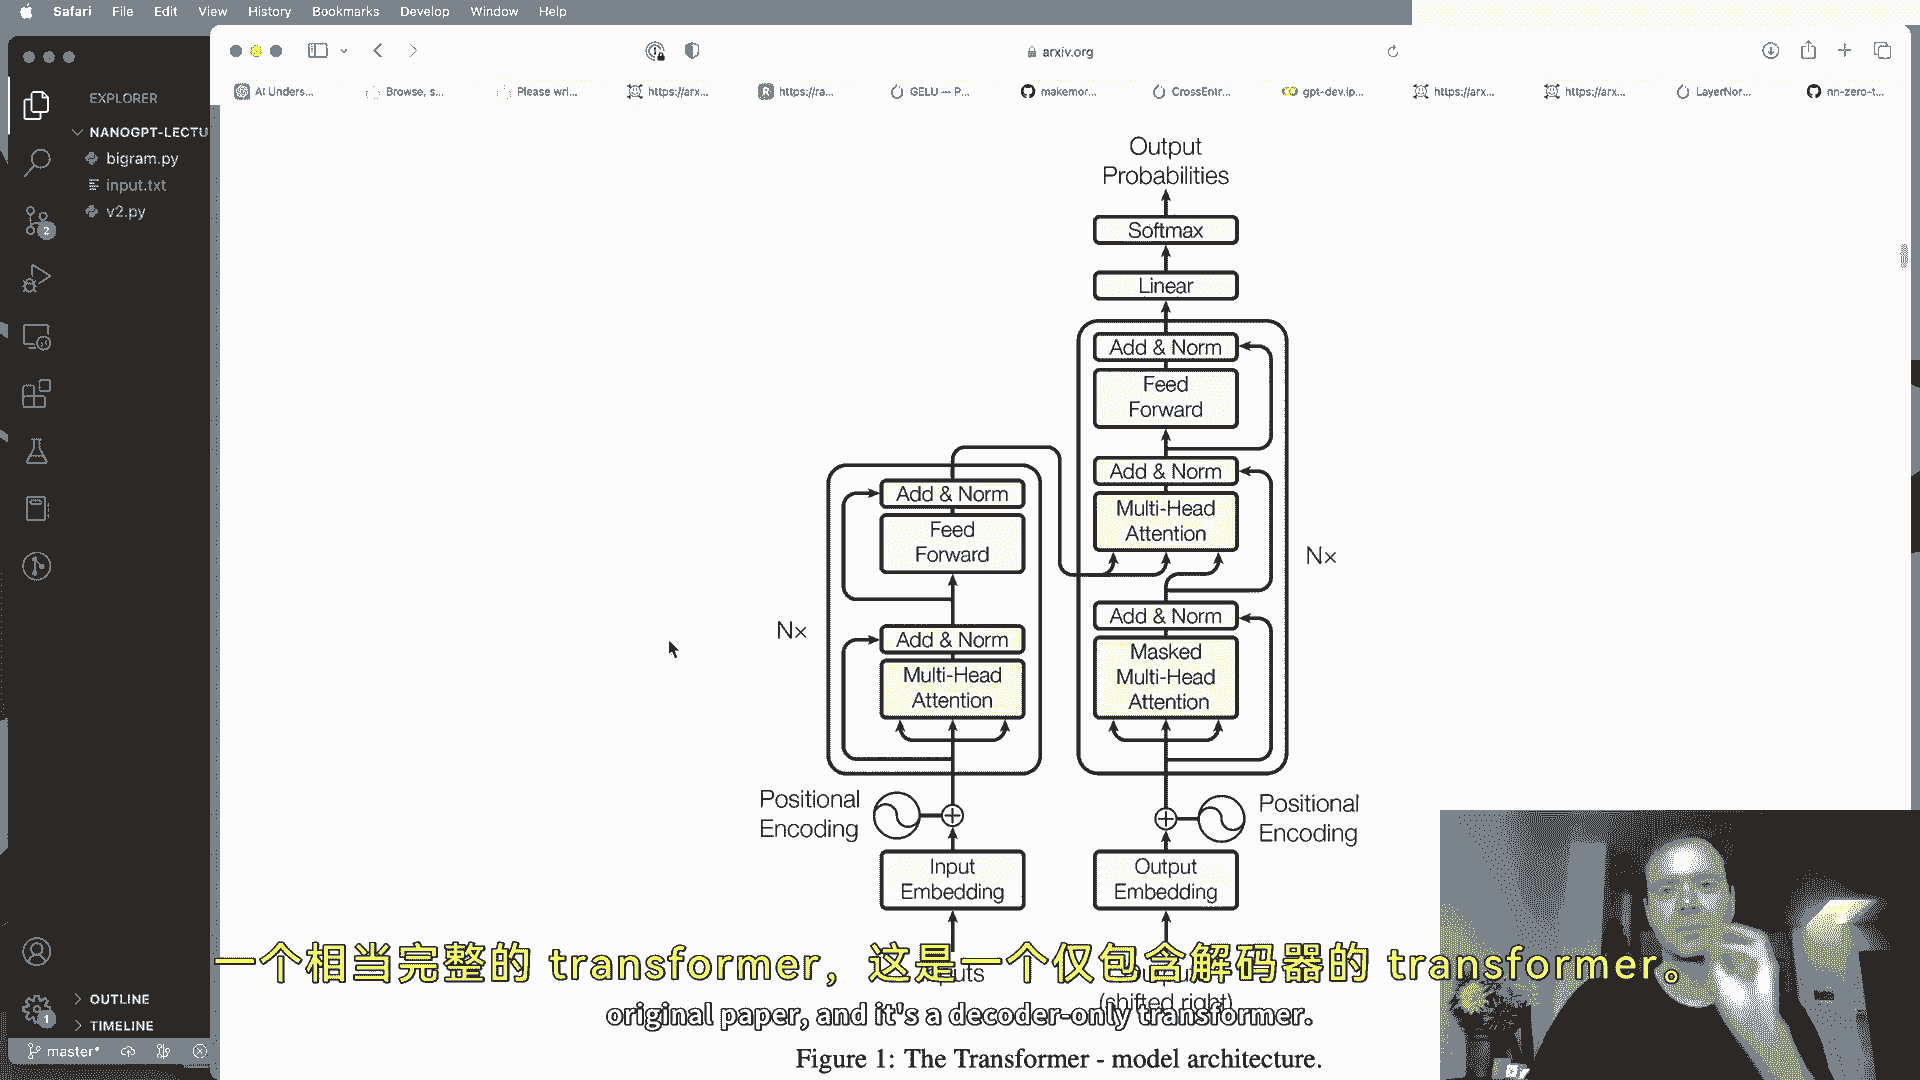 Safari File Edit View History Bookmarks Develop Window Help
arxiv.org
AI Unders... Browse, s... Please wri... https://arx... https://ra... GELU — P... makemor... CrossEntr... gpt-dev.ip... https://arx... https://arx... LayerNor... nn-zero-t...
EXPLORER
NANOGPT-LECTU
bigram.py
input.txt
v2.py
2
Output
Probabilities
Softmax
Linear
Add & Norm
Feed
Forward
Add & Norm
Multi-Head
Attention
Nx
Add & Norm
Masked
Multi-Head
Attention
Add & Norm
Feed
Forward
Nx
Add & Norm
Multi-Head
Attention
Positional
Encoding
Positional
Encoding
Input
Embedding
Output
Embedding
一个相当完整的 transformer，这是一个仅包含解码器的 transformer。
(shifted right)
original paper, and it's a decoder-only transformer.
Figure 1: The Transformer - model architecture.
1
OUTLINE
TIMELINE
master*